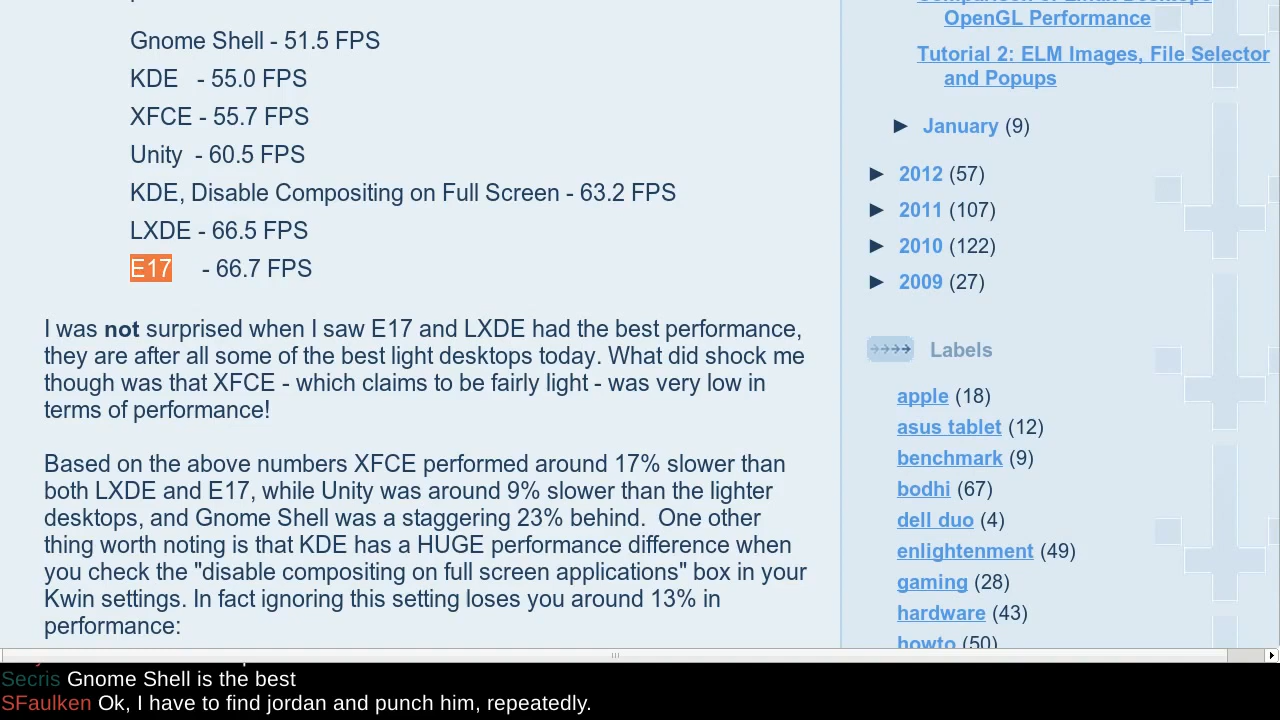 Gnome Shell - 51.5 FPS
KDE - 55.0 FPS
XFCE - 55.7 FPS
Unity - 60.5 FPS
KDE, Disable Compositing on Full Screen - 63.2 FPS
LXDE - 66.5 FPS
E17 - 66.7 FPS
I was not surprised when I saw E17 and LXDE had the best performance,
they are after all some of the best light desktops today. What did shock me
though was that XFCE - which claims to be fairly light - was very low in
terms of performance!
Based on the above numbers XFCE performed around 17% slower than
both LXDE and E17, while Unity was around 9% slower than the lighter
desktops, and Gnome Shell was a staggering 23% behind. One other
thing worth noting is that KDE has a HUGE performance difference when
you check the "disable compositing on full screen applications" box in your
Kwin settings. In fact ignoring this setting loses you around 13% in
performance:
OpenGL Performance
Tutorial 2: ELM Images, File Selector
and Popups
► January (9)
► 2012 (57)
► 2011 (107)
► 2010 (122)
► 2009 (27)
Labels
apple (18)
asus tablet (12)
benchmark (9)
bodhi (67)
dell duo (4)
enlightenment (49)
gaming (28)
hardware (43)
howto (50)
Secris Gnome Shell is the best
SFaulken Ok, I have to find jordan and punch him, repeatedly.